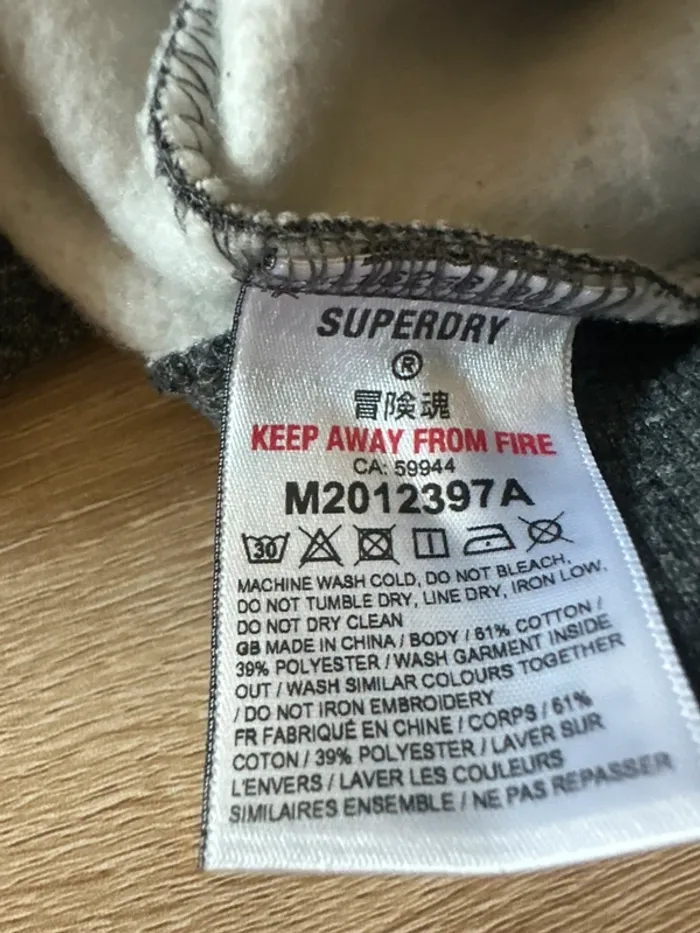 SUPERDRY
®
冒険魂
KEEP AWAY FROM FIRE
CA: 59944
M2012397A
30
MACHINE WASH COLD, DO NOT BLEACH,
DO NOT TUMBLE DRY, LINE DRY, IRON LOW.
DO NOT DRY CLEAN
GB MADE IN CHINA / BODY / 61% COTTON /
39% POLYESTER / WASH GARMENT INSIDE
OUT / WASH SIMILAR COLOURS TOGETHER
/ DO NOT IRON EMBROIDERY
FR FABRIQUÉ EN CHINE / CORPS / 61%
COTON / 39% POLYESTER / LAVER SUR
L'ENVERS / LAVER LES COULEURS
SIMILAIRES ENSEMBLE / NE PAS REPASSER